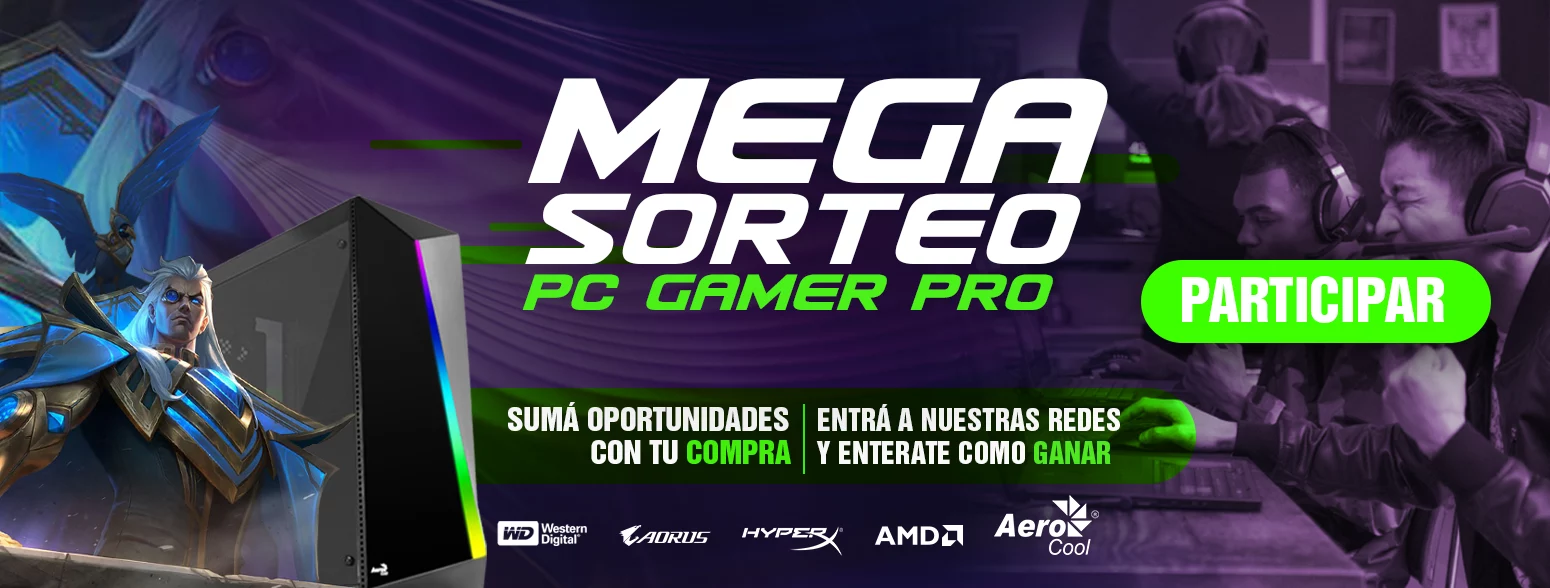 MEGA
SORTEO
PC GAMER PRO
PARTICIPAR
SUMÁ OPORTUNIDADES
CON TU COMPRA
ENTRÁ A NUESTRAS REDES
Y ENTERATE COMO GANAR
WD Western
Digital®
AORUS
HYPERX®
AMD
Aero®
Cool